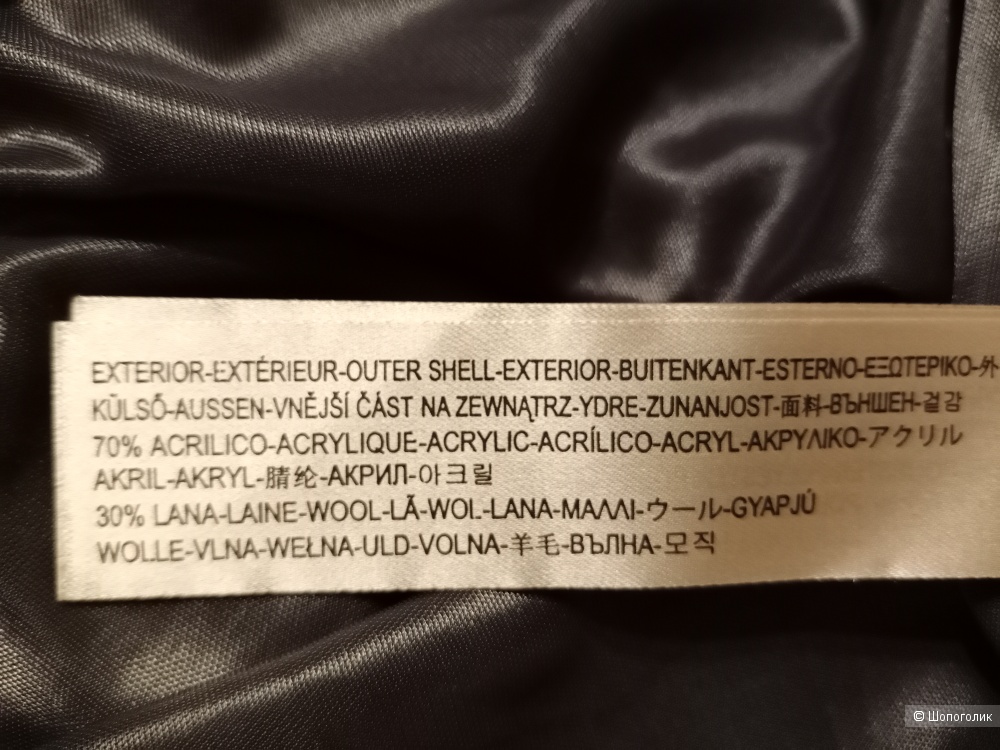 EXTERIOR-EXTÉRIEUR-OUTER SHELL-EXTERIOR-BUITENKANT-ESTERNO-ΕΞΩΤΕΡΙΚΟ-外
KÜLSŐ-AUSSEN-VNĚJŠÍ ČÁST NA ZEWNĄTRZ-YDRE-ZUNANJOST-面料-ВЪНШЕН-겉감
70% ACRILICO-ACRYLIQUE-ACRYLIC-ACRÍLICO-ACRYL-ΑΚΡΥΛΙΚΟ-アクリル
AKRIL-AKRYL-腈纶-АКРИЛ-아크릴
30% LANA-LAINE-WOOL-LÃ-WOL-LANA-ΜΑΛΛΙ-ウール-GYAPJÚ
WOLLE-VLNA-WEŁNA-ULD-VOLNA-羊毛-ВЪЛНА-모직
© Шопоголик